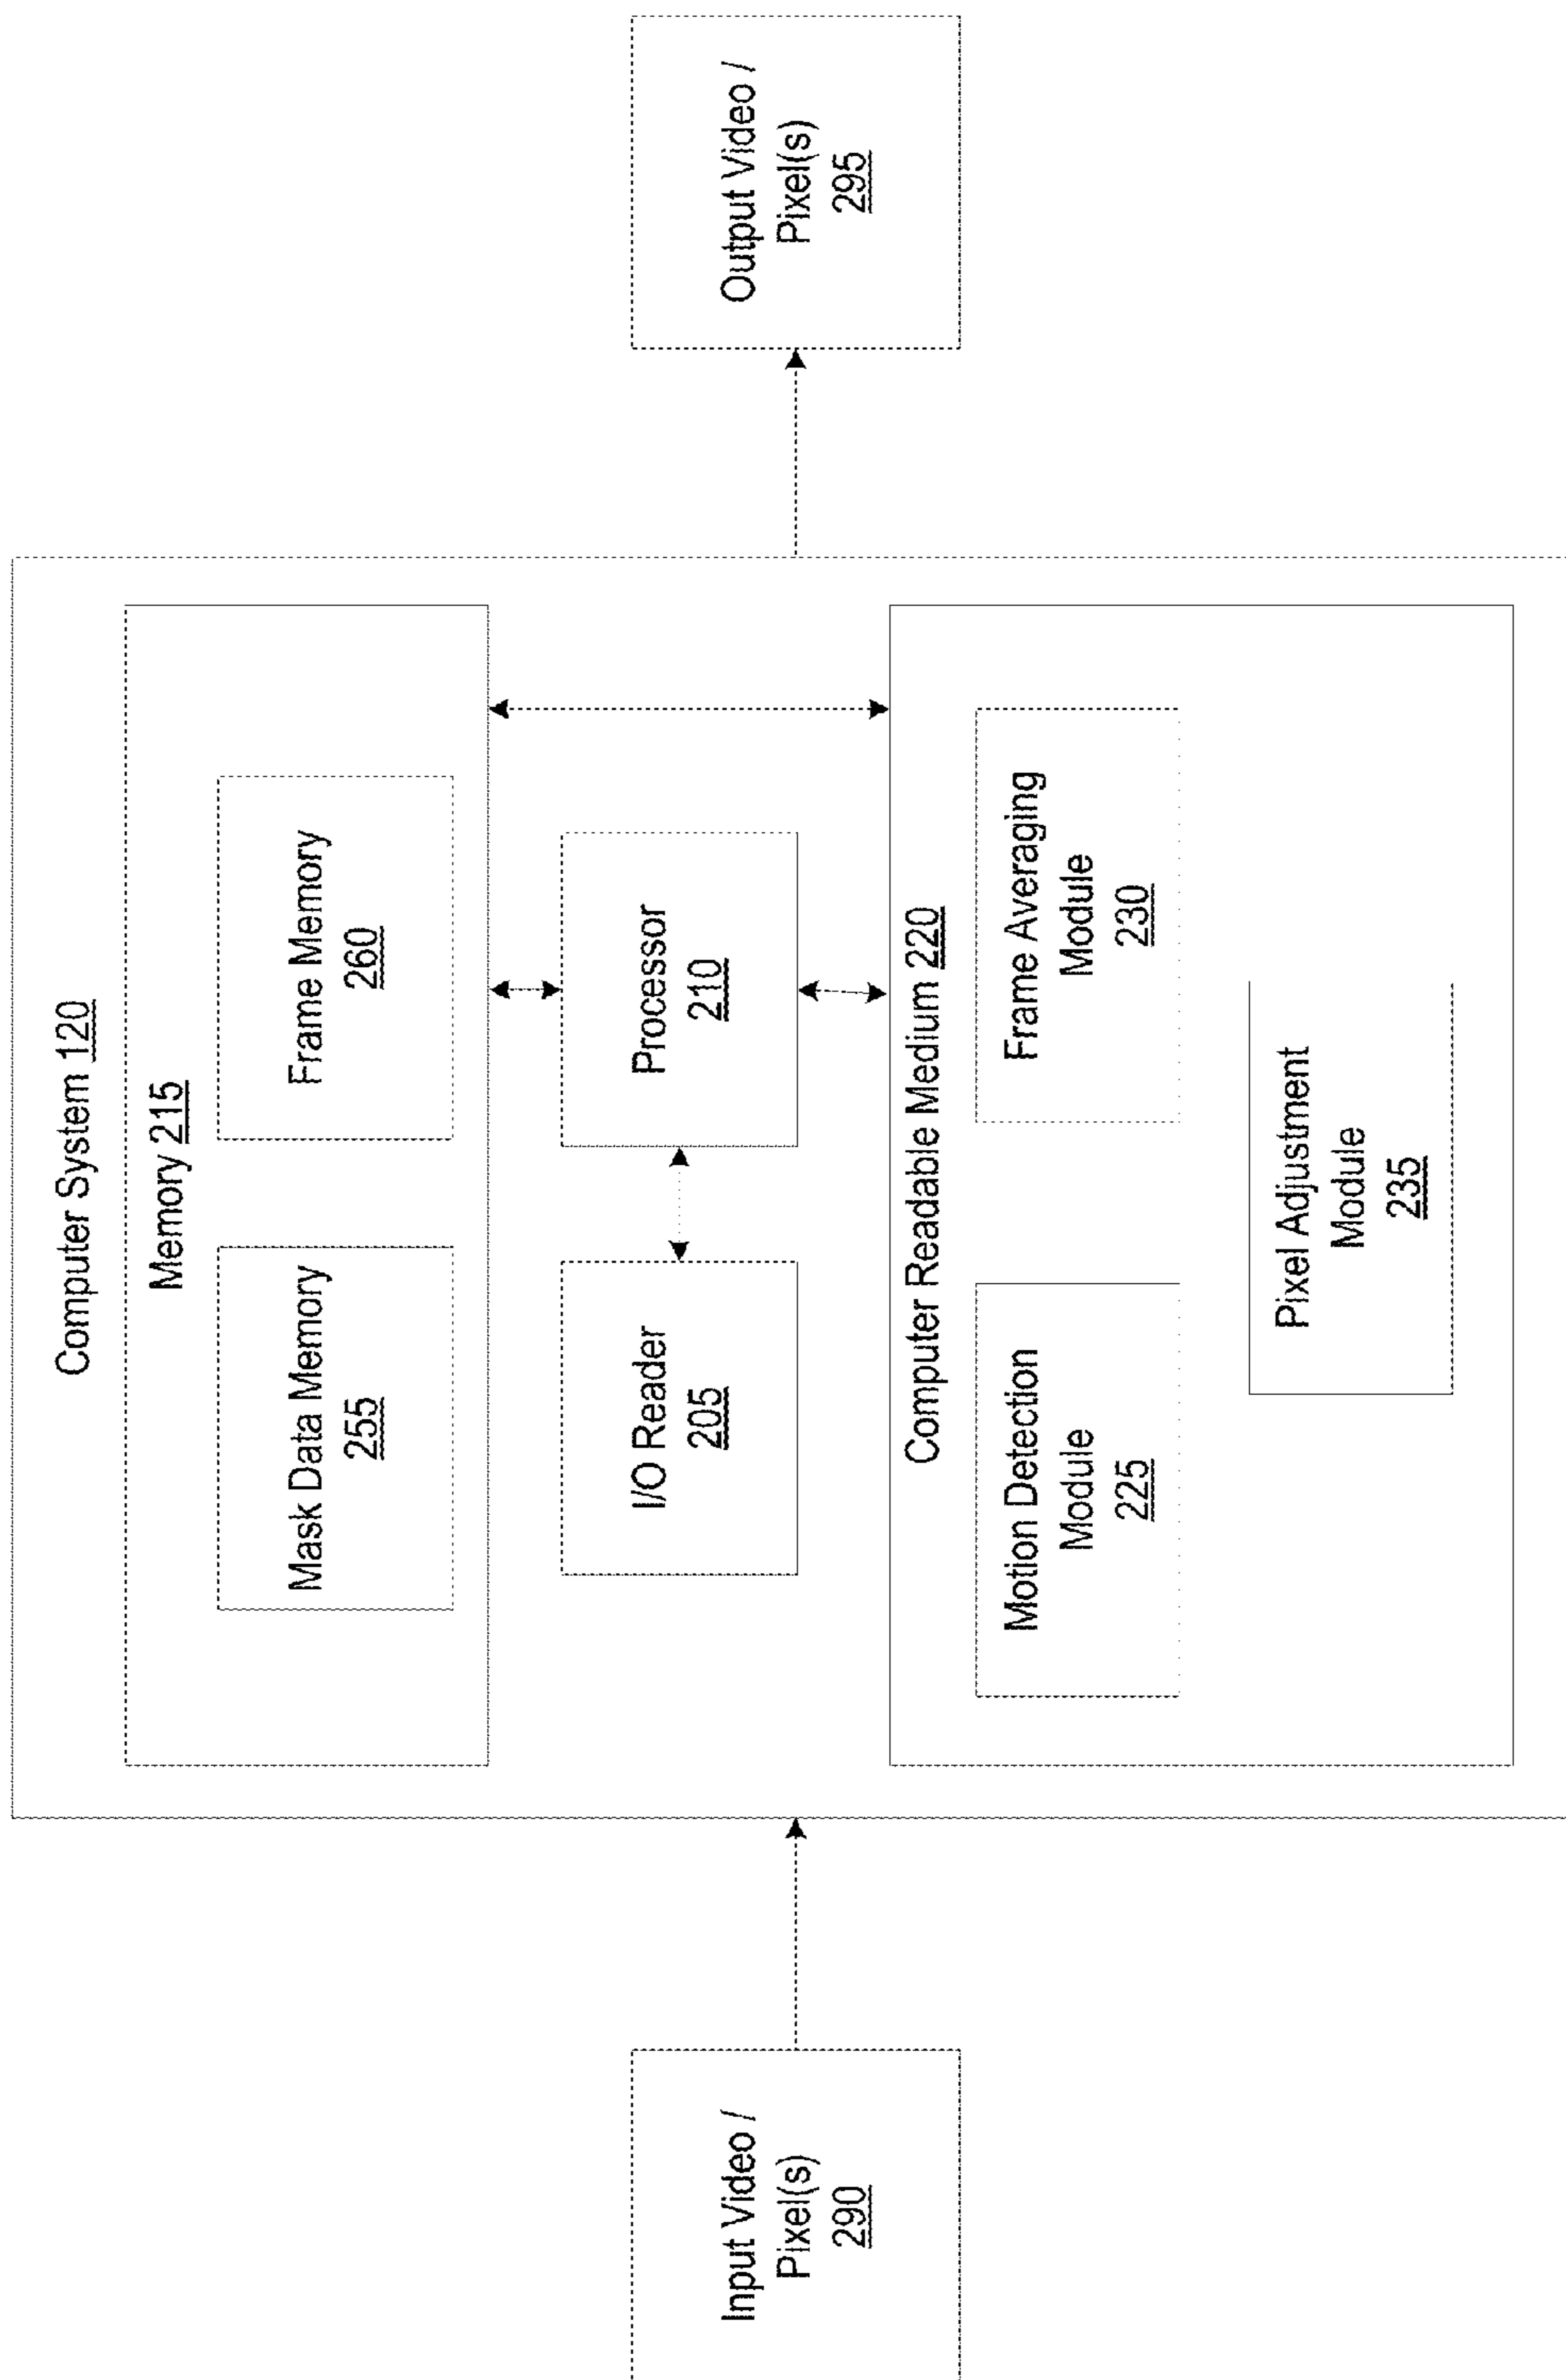 Computer System 120
Memory 215
Mask Data Memory
255
Frame Memory
260
Input Video /
Pixel(s)
290
I/O Reader
205
Processor
210
Output Video /
Pixel(s)
295
Computer Readable Medium 220
Motion Detection
Module
225
Frame Averaging
Module
230
Pixel Adjustment
Module
235